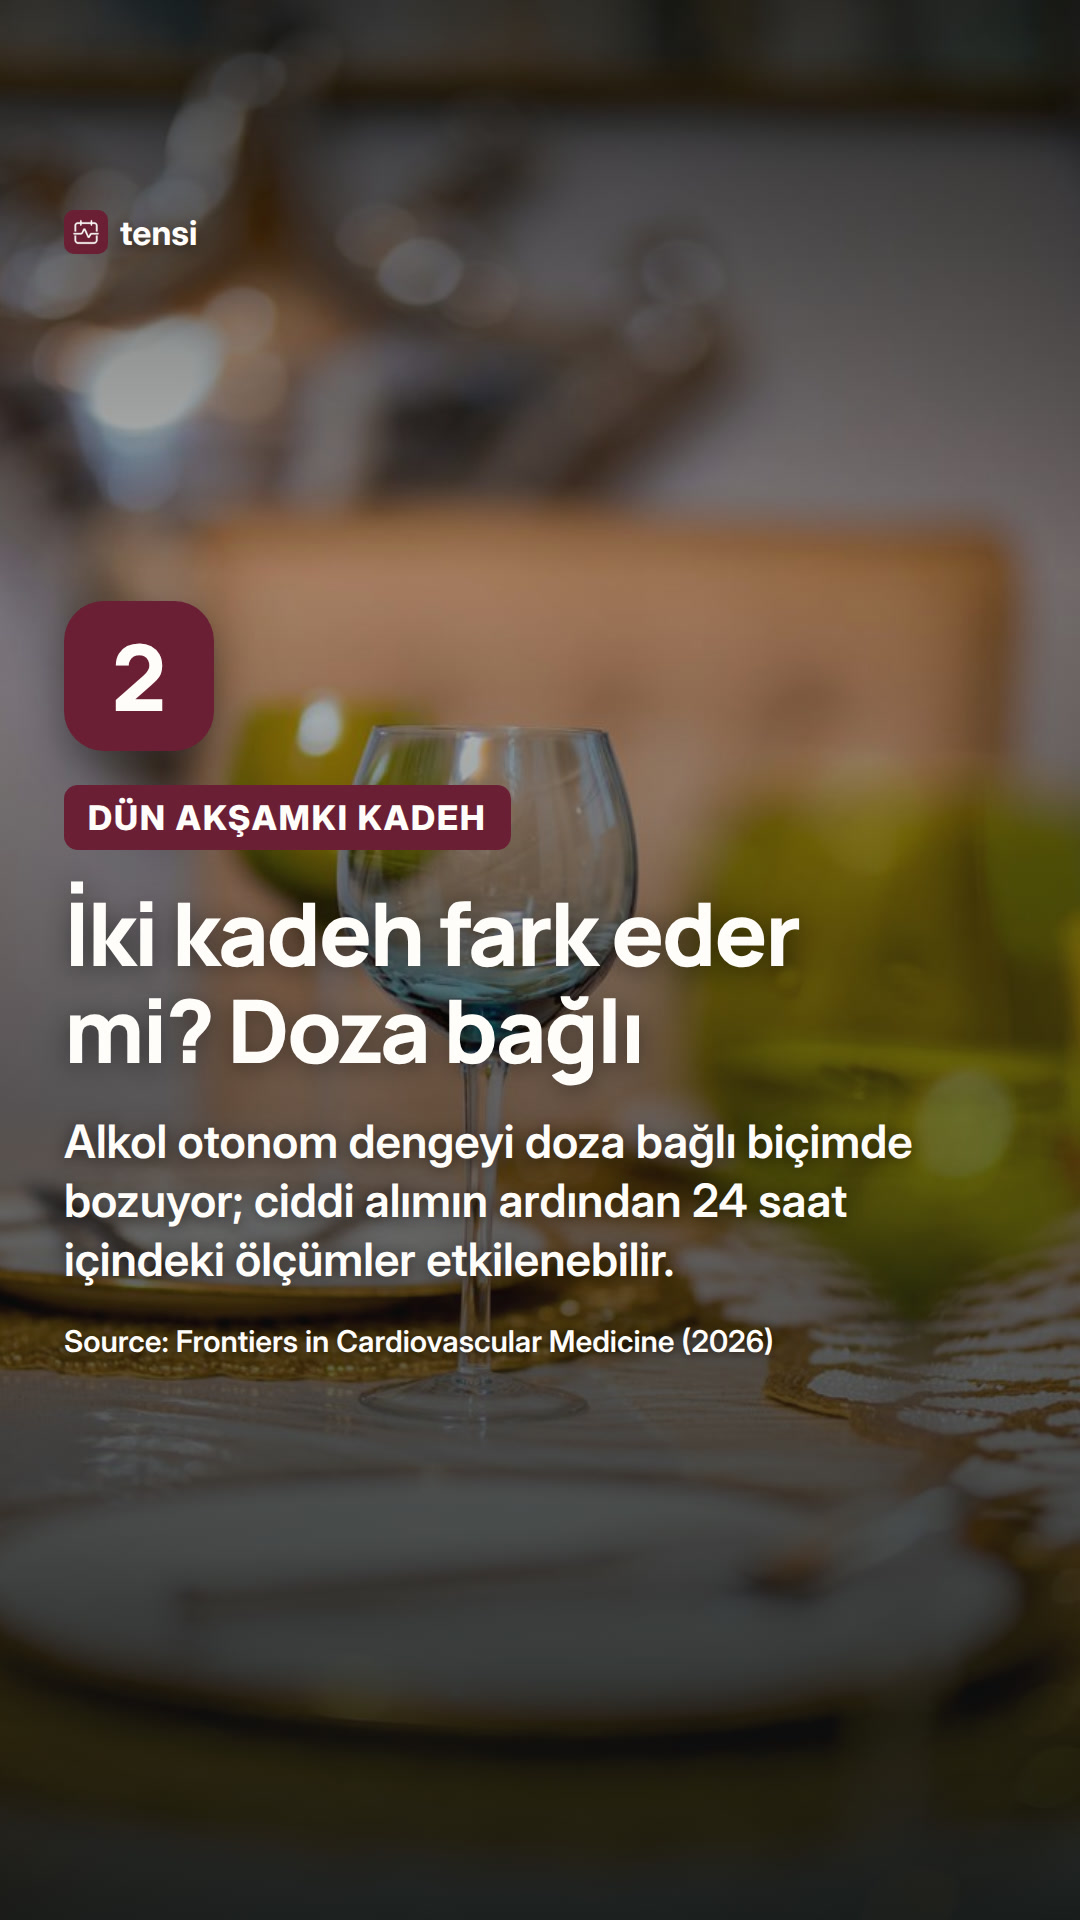 tensi
2
DÜN AKŞAMKI KADEH
İki kadeh fark eder
mi? Doza bağlı
Alkol otonom dengeyi doza bağlı biçimde
bozuyor; ciddi alımın ardından 24 saat
içindeki ölçümler etkilenebilir.
Source: Frontiers in Cardiovascular Medicine (2026)